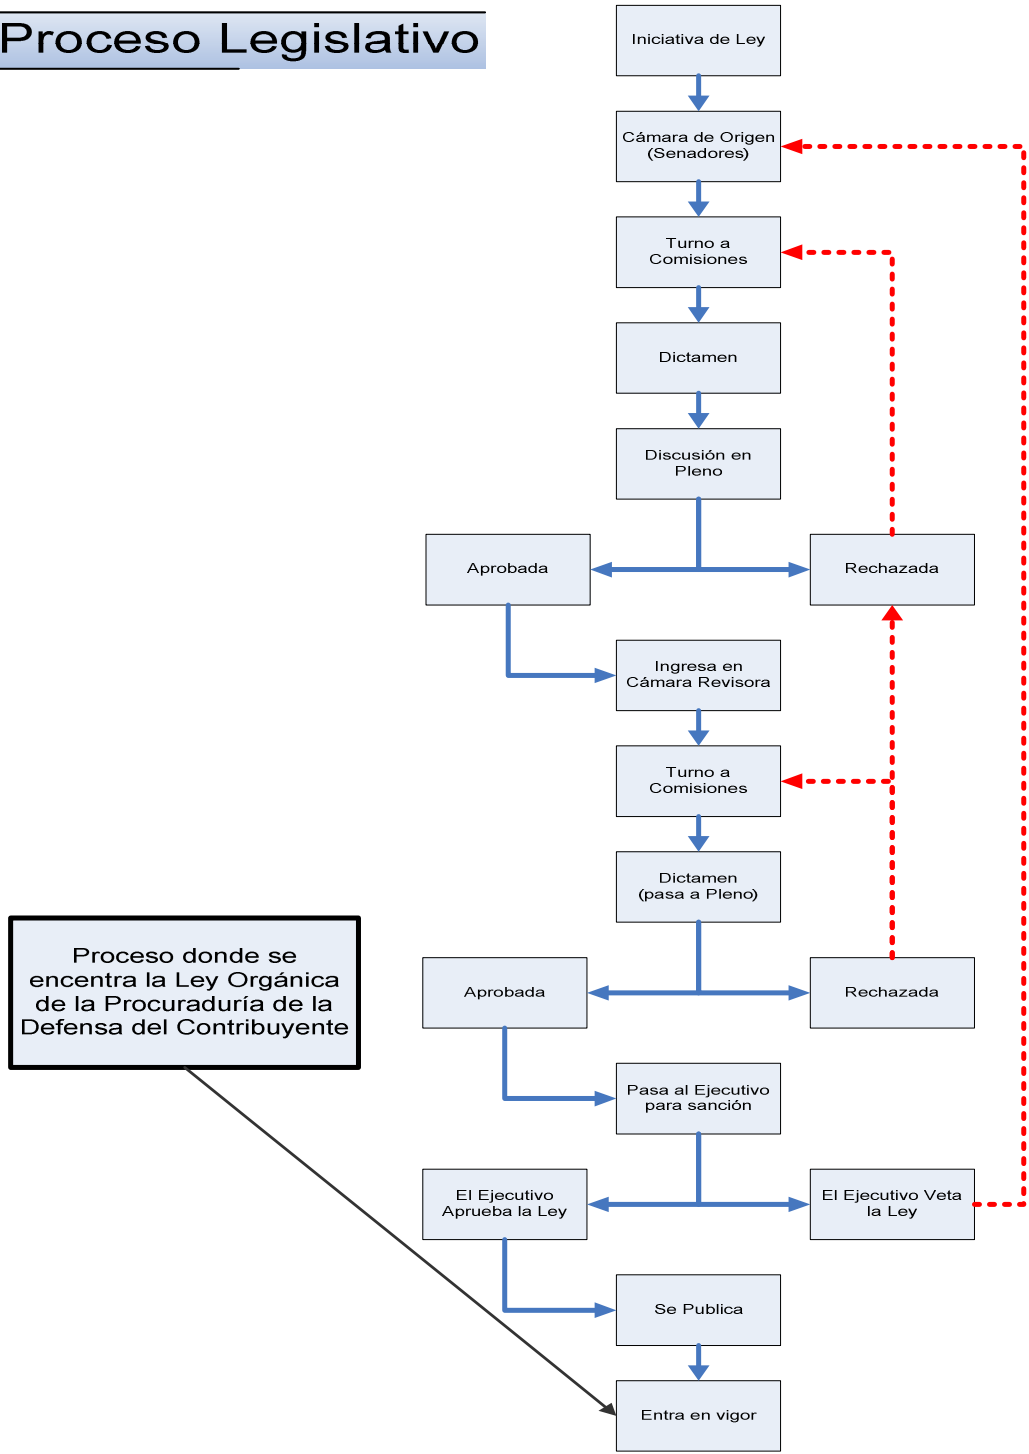 Proceso Legislativo
Iniciativa de Ley
Cámara de Origen
(Senadores)
Turno a
Comisiones
Dictamen
Discusión en
Pleno
Aprobada
Rechazada
Ingresa en
Cámara Revisora
Turno a
Comisiones
Dictamen
(pasa a Pleno)
Proceso donde se
encentra la Ley Orgánica
de la Procuraduría de la
Defensa del Contribuyente
Aprobada
Rechazada
Pasa al Ejecutivo
para sanción
El Ejecutivo
Aprueba la Ley
El Ejecutivo Veta
la Ley
Se Publica
Entra en vigor